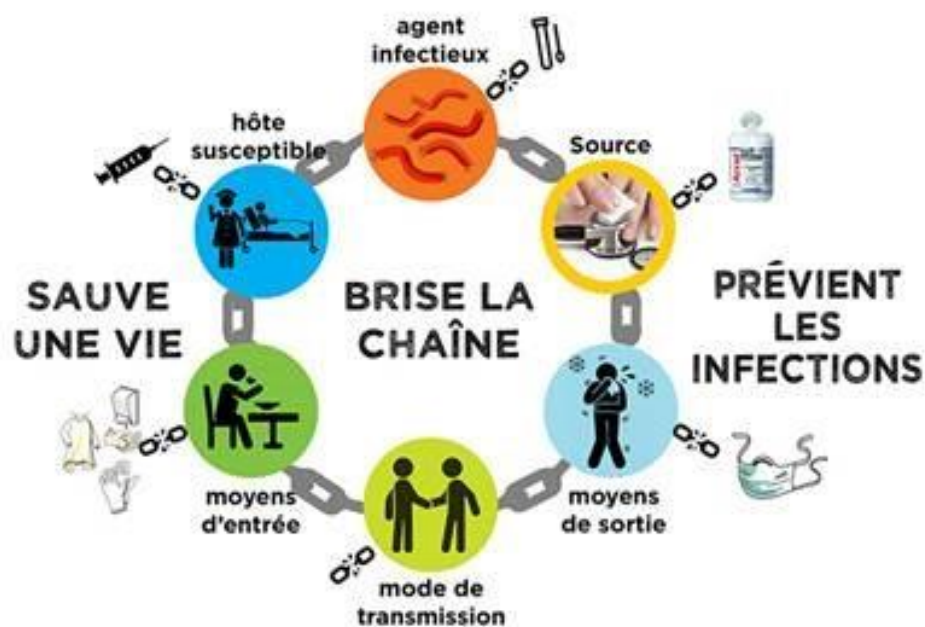 agent
infectieux
hôte
susceptible
Source
SAUVE
UNE VIE
BRISE LA
CHAÎNE
PRÉVIENT
LES
INFECTIONS
moyens
d'entrée
moyens
de sortie
mode de
transmission